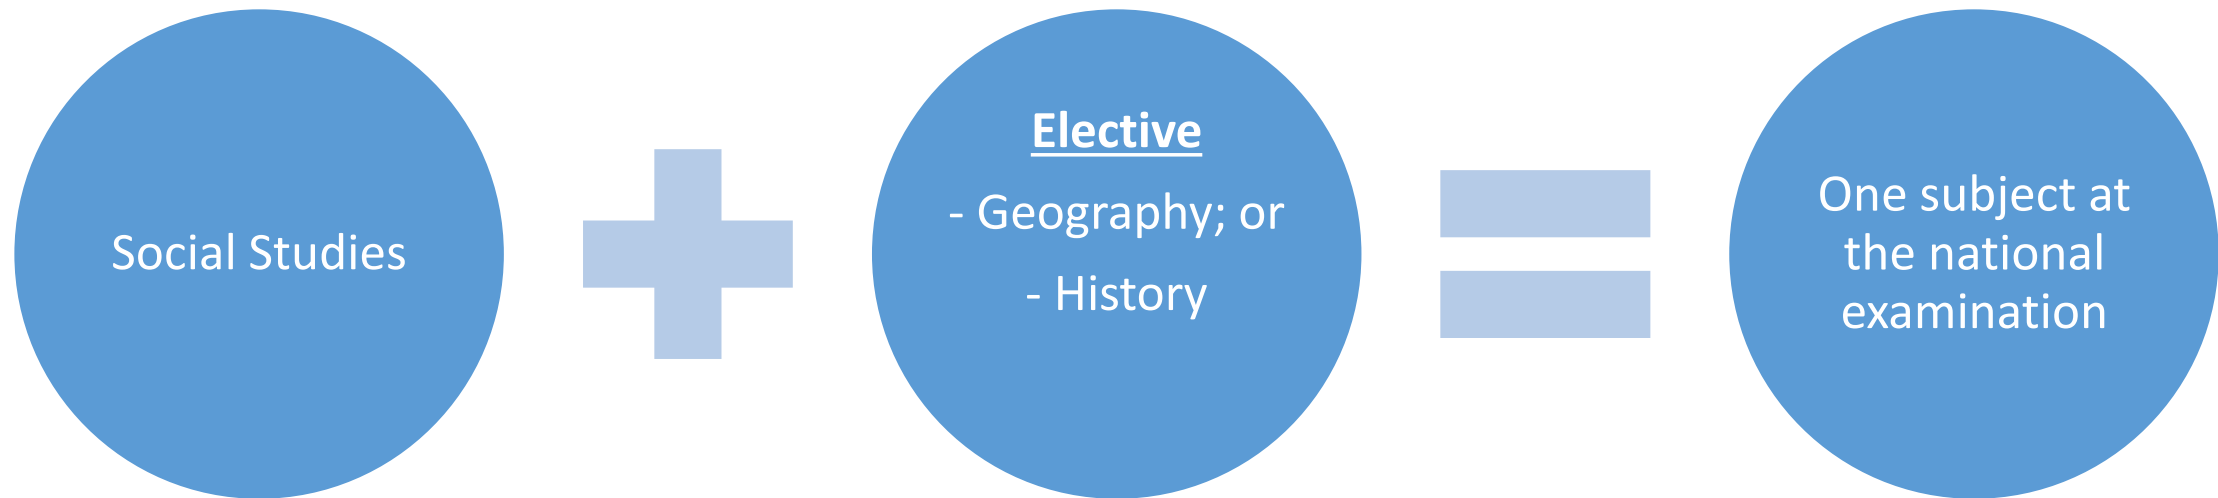 Social Studies
Elective
- Geography; or
- History
One subject at
the national
examination